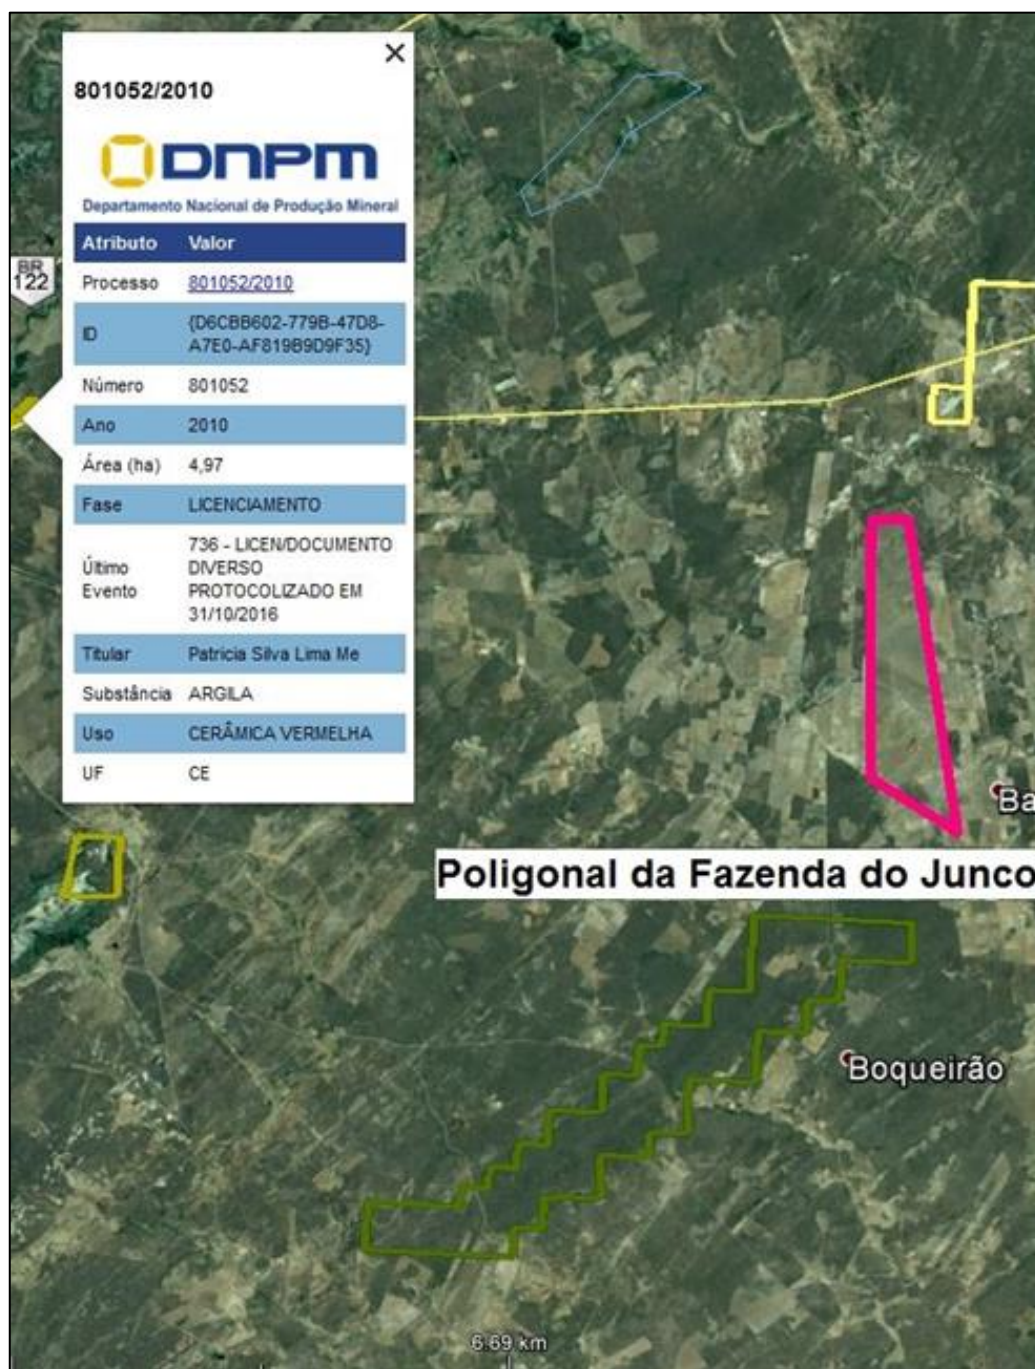 801052/2010
DNPM
Departamento Nacional de Produção Mineral
Atributo Valor
BR
122
Processo 801052/2010
ID {D6CBB602-779B-47D8-
A7E0-AF819B9D9F35}
Número 801052
Ano 2010
Área (ha) 4,97
Fase LICENCIAMENTO
Último Evento 736 - LICEN/DOCUMENTO
DIVERSO
PROTOCOLIZADO EM
31/10/2016
Titular Patricia Silva Lima Me
Substância ARGILA
Uso CERÂMICA VERMELHA
UF CE
Ba
Poligonal da Fazenda do Junco
Boqueirão
6.69 km